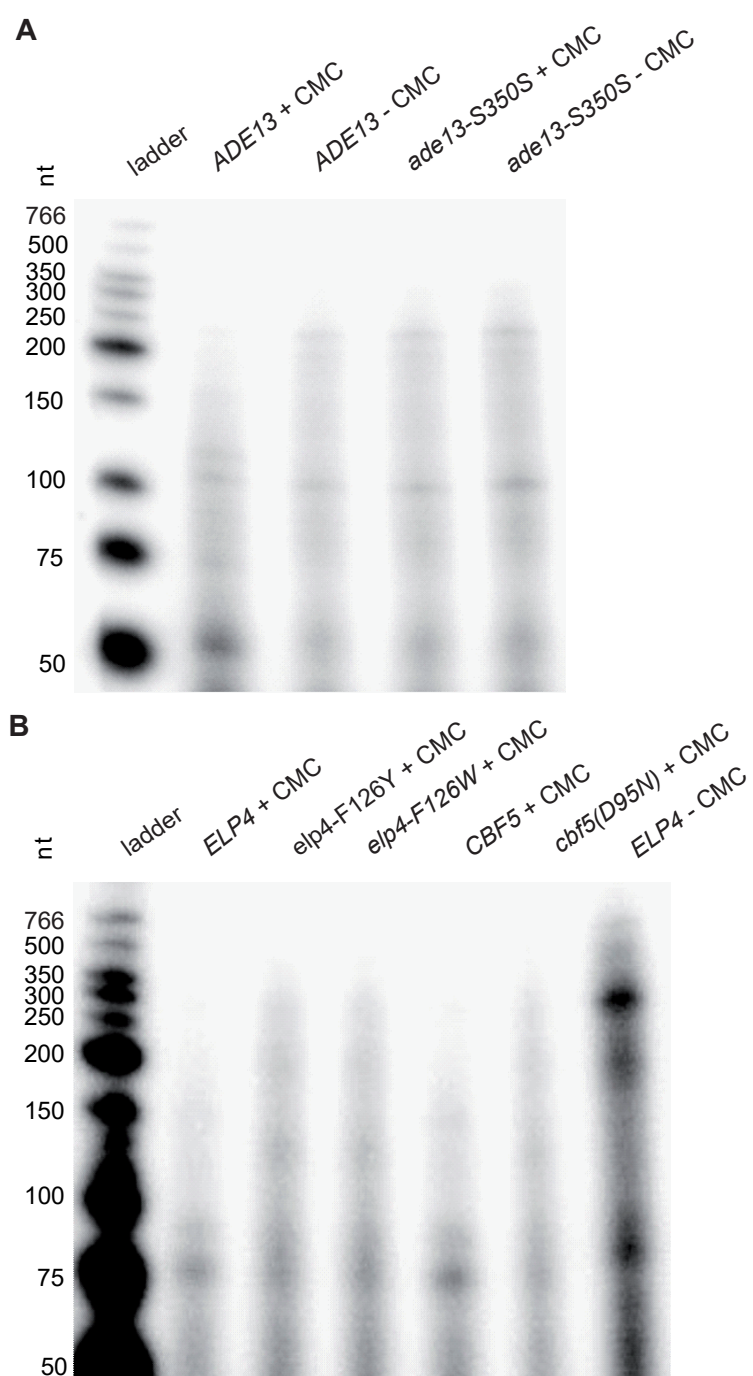 A
nt
ladder
ADE13 + CMC
ADE13 - CMC
ade13-S350S + CMC
ade13-S350S - CMC
766
500
350
300
250
200
150
100
75
50
B
nt
ladder
ELP4 + CMC
elp4-F126Y + CMC
elp4-F126W + CMC
CBF5 + CMC
cbf5(D95N) + CMC
ELP4 - CMC
766
500
350
300
250
200
150
100
75
50